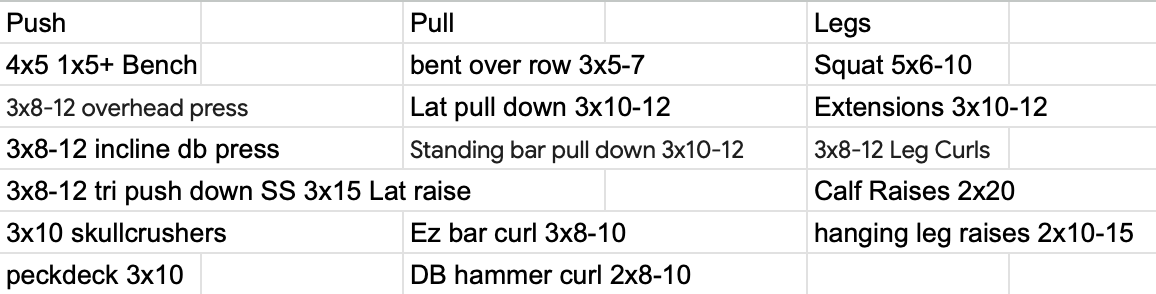 Push Pull Legs
4x5 1x5+ Bench bent over row 3x5-7 Squat 5x6-10
3x8-12 overhead press Lat pull down 3x10-12 Extensions 3x10-12
3x8-12 incline db press Standing bar pull down 3x10-12 3x8-12 Leg Curls
3x8-12 tri push down SS 3x15 Lat raise Calf Raises 2x20
3x10 skullcrushers Ez bar curl 3x8-10 hanging leg raises 2x10-15
peckdeck 3x10 DB hammer curl 2x8-10